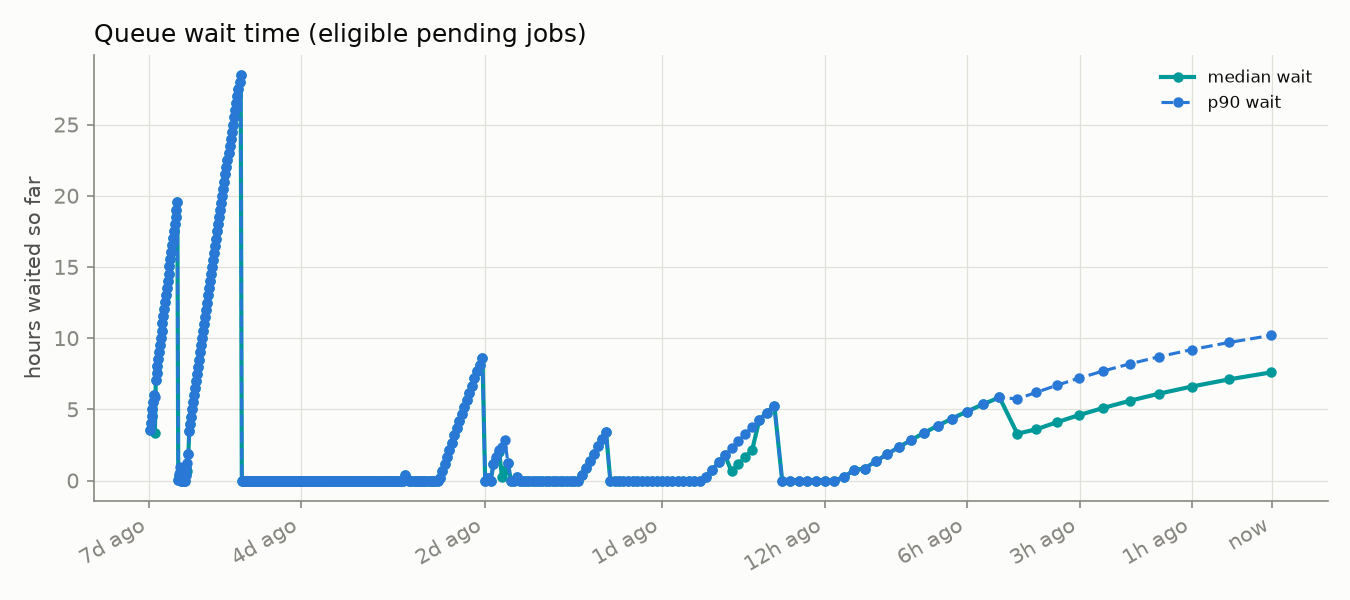 Queue wait time (eligible pending jobs)
median wait
p90 wait
hours waited so far
25
20
15
10
5
0
7d ago
4d ago
2d ago
1d ago
12h ago
6h ago
3h ago
1h ago
now